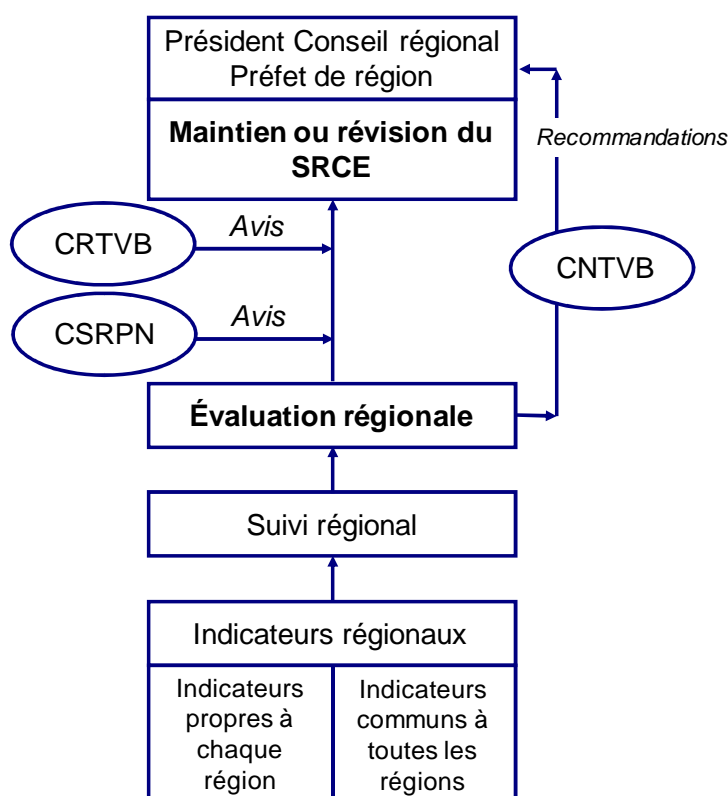 Président Conseil régional
Préfet de région
Maintien ou révision du
SRCE
Recommandations
CRTVB
Avis
CNTVB
CSRPN
Avis
Évaluation régionale
Suivi régional
Indicateurs régionaux
Indicateurs
propres à
chaque
région
Indicateurs
communs à
toutes les
régions